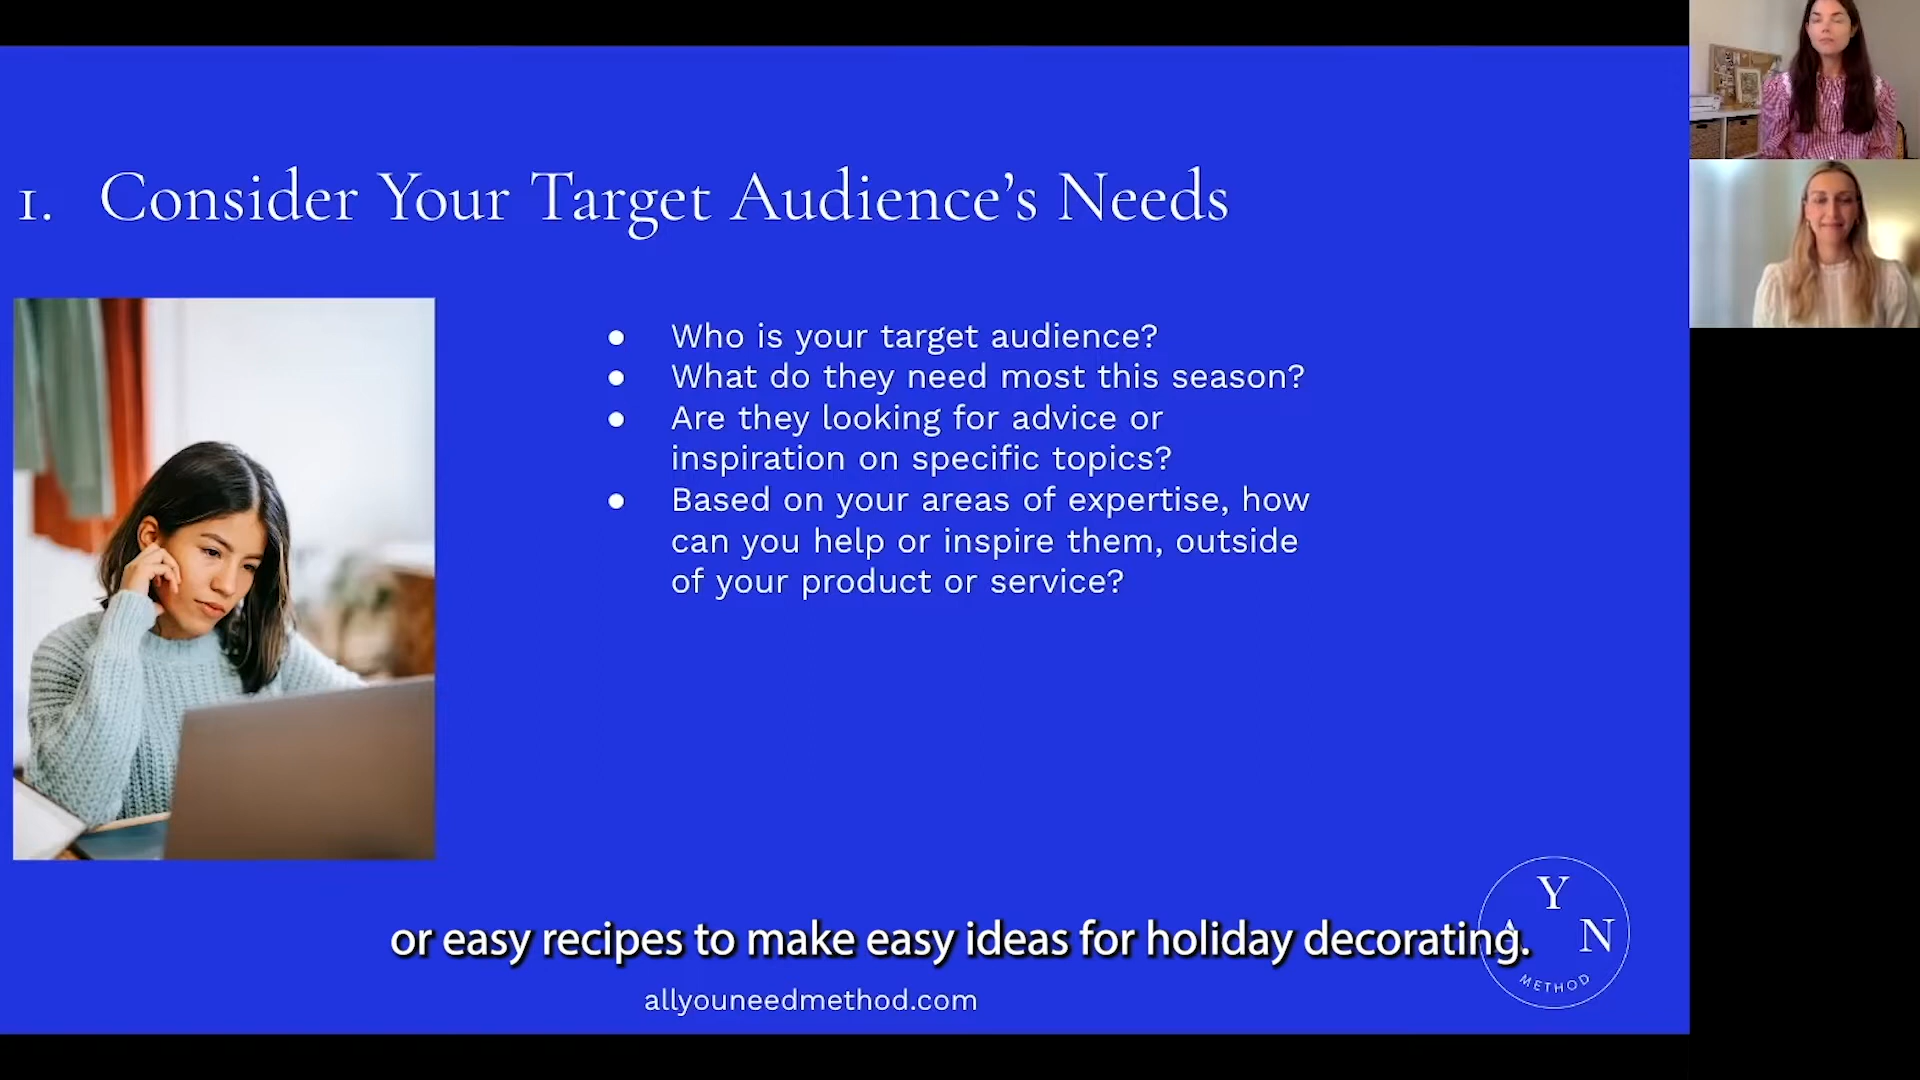 1. Consider Your Target Audience’s Needs
● Who is your target audience?
● What do they need most this season?
● Are they looking for advice or
inspiration on specific topics?
● Based on your areas of expertise, how
can you help or inspire them, outside
of your product or service?
or easy recipes to make easy ideas for holiday decorating.
A Y N
METHOD
allyouneedmethod.com